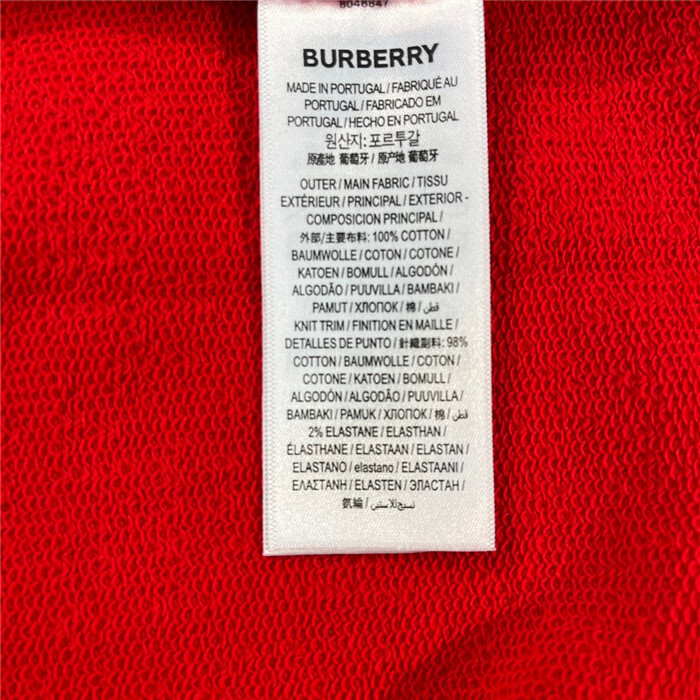 8048847
BURBERRY
MADE IN PORTUGAL / FABRIQUÉ AU
PORTUGAL / FABRICADO EM
PORTUGAL / HECHO EN PORTUGAL
원산지: 포르투갈
原產地 葡萄牙 / 原产地 葡萄牙
OUTER / MAIN FABRIC / TISSU
EXTÉRIEUR / PRINCIPAL / EXTERIOR -
COMPOSICION PRINCIPAL /
外部/主要布料: 100% COTTON /
BAUMWOLLE / COTON / COTONE /
KATOEN / BOMULL / ALGODÓN /
ALGODÃO / PUUVILLA / BAMBAKI /
PAMUT / ХЛОПОК / 棉 / قطن /
KNIT TRIM / FINITION EN MAILLE /
DETALLES DE PUNTO / 針織副料: 98%
COTTON / BAUMWOLLE / COTON /
COTONE / KATOEN / BOMULL /
ALGODÓN / ALGODÃO / PUUVILLA /
BAMBAKI / PAMUK / ХЛОПОК / 棉 / قطن /
2% ELASTANE / ELASTHAN /
ÉLASTHANE / ELASTAAN / ELASTAN /
ELASTANO / elastano / ELASTAANI /
ΕΛΑΣΤΑΝΗ / ELASTEN / ЭПАСТАН /
氨綸 / نسيج الاستين